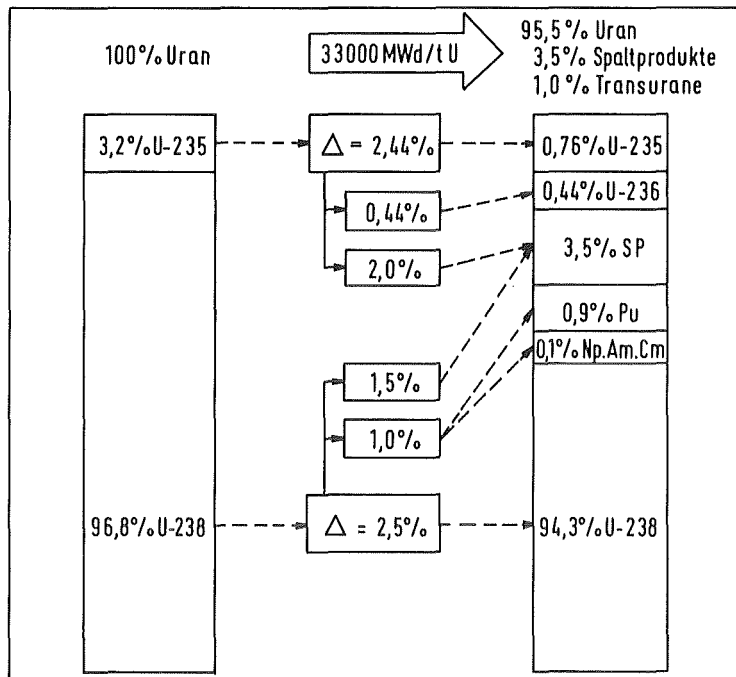 100% Uran
33000 MWd/t U
95,5% Uran
3,5% Spaltprodukte
1,0% Transurane
3,2% U-235
Δ = 2,44%
0,76% U-235
0,44%
0,44% U-236
2,0%
3,5% SP
0,9% Pu
0,1% Np.Am.Cm
1,5%
1,0%
96,8% U-238
Δ = 2,5%
94,3% U-238